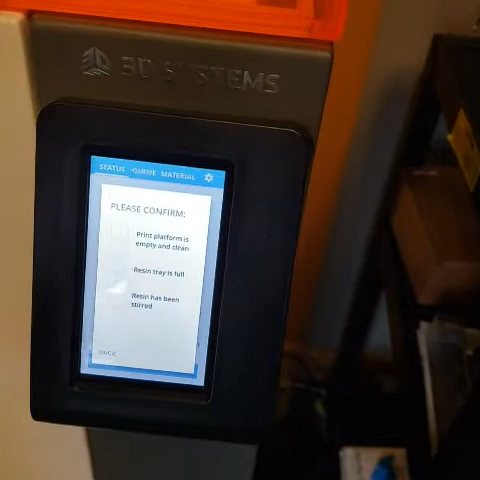 3D SYSTEMS
STATUS QUEUE MATERIAL
PLEASE CONFIRM:
Print platform is
empty and clean
Resin tray is full
Resin has been
stirred